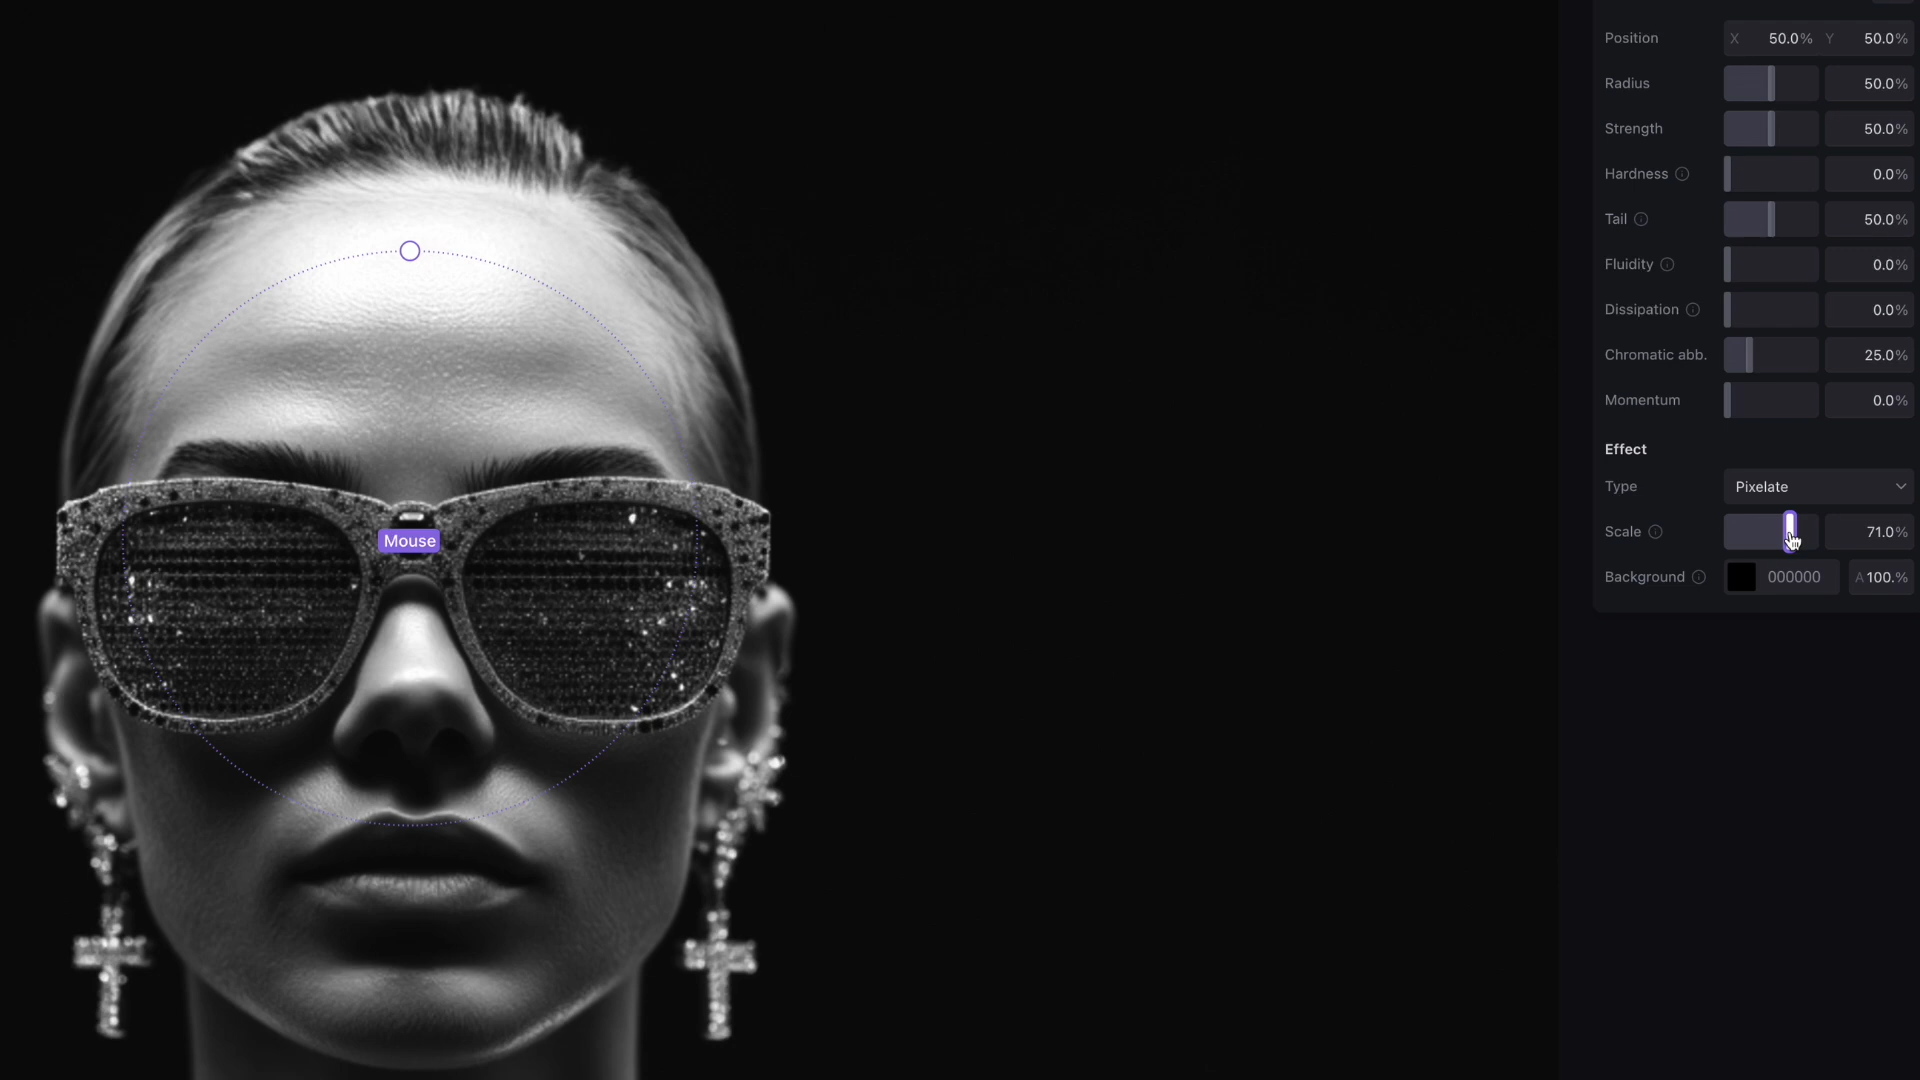 Position X 50.0% Y 50.0%
Radius 50.0%
Strength 50.0%
Hardness 0.0%
Tail 50.0%
Fluidity 0.0%
Dissipation 0.0%
Chromatic abb. 25.0%
Momentum 0.0%
Effect
Type Pixelate
Mouse
Scale 71.0%
Background 000000 A 100.%